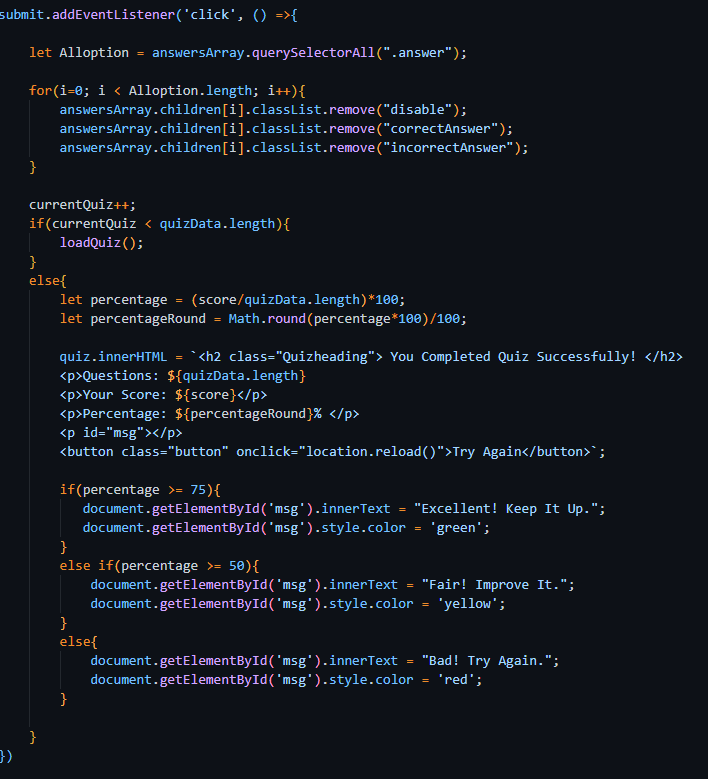 submit.addEventListener('click', () =>{
let Alloption = answersArray.querySelectorAll(".answer");
for(i=0; i < Alloption.length; i++){
answersArray.children[i].classList.remove("disable");
answersArray.children[i].classList.remove("correctAnswer");
answersArray.children[i].classList.remove("incorrectAnswer");
}
currentQuiz++;
if(currentQuiz < quizData.length){
loadQuiz();
}
else{
let percentage = (score/quizData.length)*100;
let percentageRound = Math.round(percentage*100)/100;
quiz.innerHTML = `<h2 class="Quizheading"> You Completed Quiz Successfully! </h2>
<p>Questions: ${quizData.length}
<p>Your Score: ${score}</p>
<p>Percentage: ${percentageRound}% </p>
<p id="msg"></p>
<button class="button" onclick="location.reload()">Try Again</button>`;
if(percentage >= 75){
document.getElementById('msg').innerText = "Excellent! Keep It Up.";
document.getElementById('msg').style.color = 'green';
}
else if(percentage >= 50){
document.getElementById('msg').innerText = "Fair! Improve It.";
document.getElementById('msg').style.color = 'yellow';
}
else{
document.getElementById('msg').innerText = "Bad! Try Again.";
document.getElementById('msg').style.color = 'red';
}
}
})